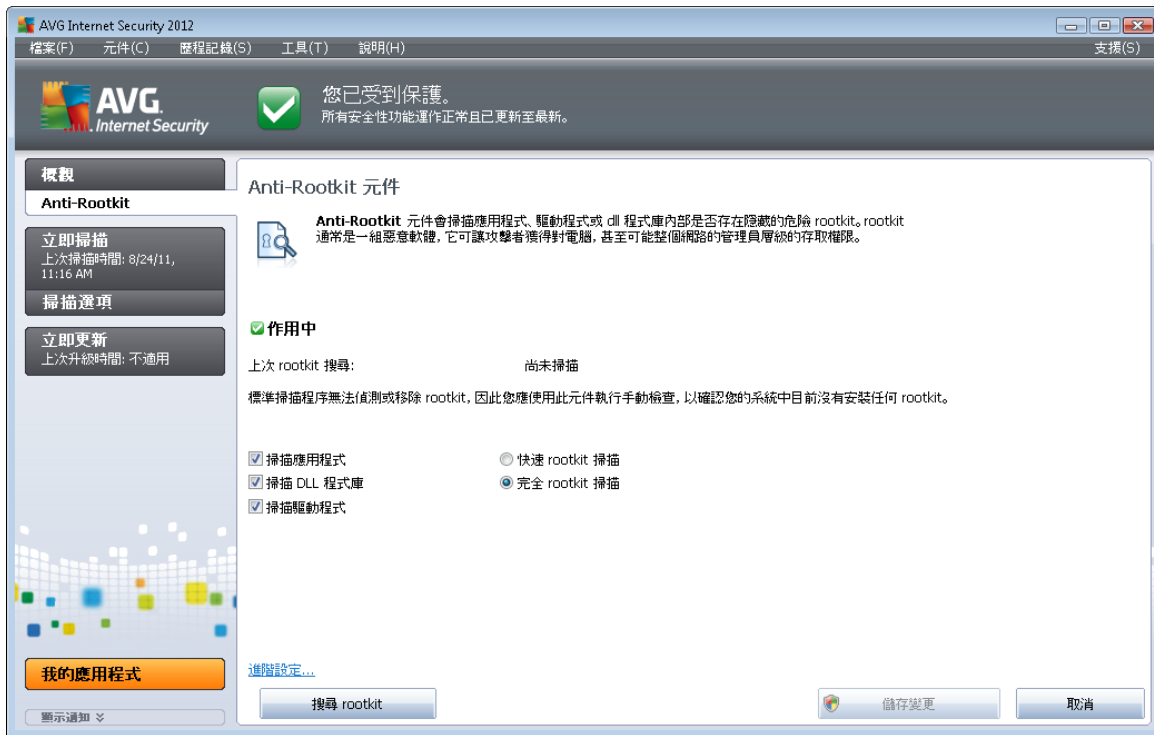 AVG Internet Security 2012
檔案(F) 元件(C) 歷程記錄(S) 工具(T) 說明(H) 支援(S)
AVG.
Internet Security
您已受到保護。
所有安全性功能運作正常且已更新至最新。
概觀
Anti-Rootkit
立即掃描
上次掃描時間: 8/24/11,
11:16 AM
掃描選項
立即更新
上次升級時間: 不適用
我的應用程式
顯示通知
Anti-Rootkit 元件
Anti-Rootkit 元件會掃描應用程式、驅動程式或 dll 程式庫內部是否存在隱藏的危險 rootkit。rootkit
通常是一組惡意軟體, 它可讓攻擊者獲得對電腦, 甚至可能整個網路的管理員層級的存取權限。
作用中
上次 rootkit 搜尋: 尚未掃描
標準掃描程序無法偵測或移除 rootkit, 因此您應使用此元件執行手動檢查, 以確認您的系統中目前沒有安裝任何 rootkit。
掃描應用程式 快速 rootkit 掃描
掃描 DLL 程式庫 完全 rootkit 掃描
掃描驅動程式
進階設定...
搜尋 rootkit 儲存變更 取消